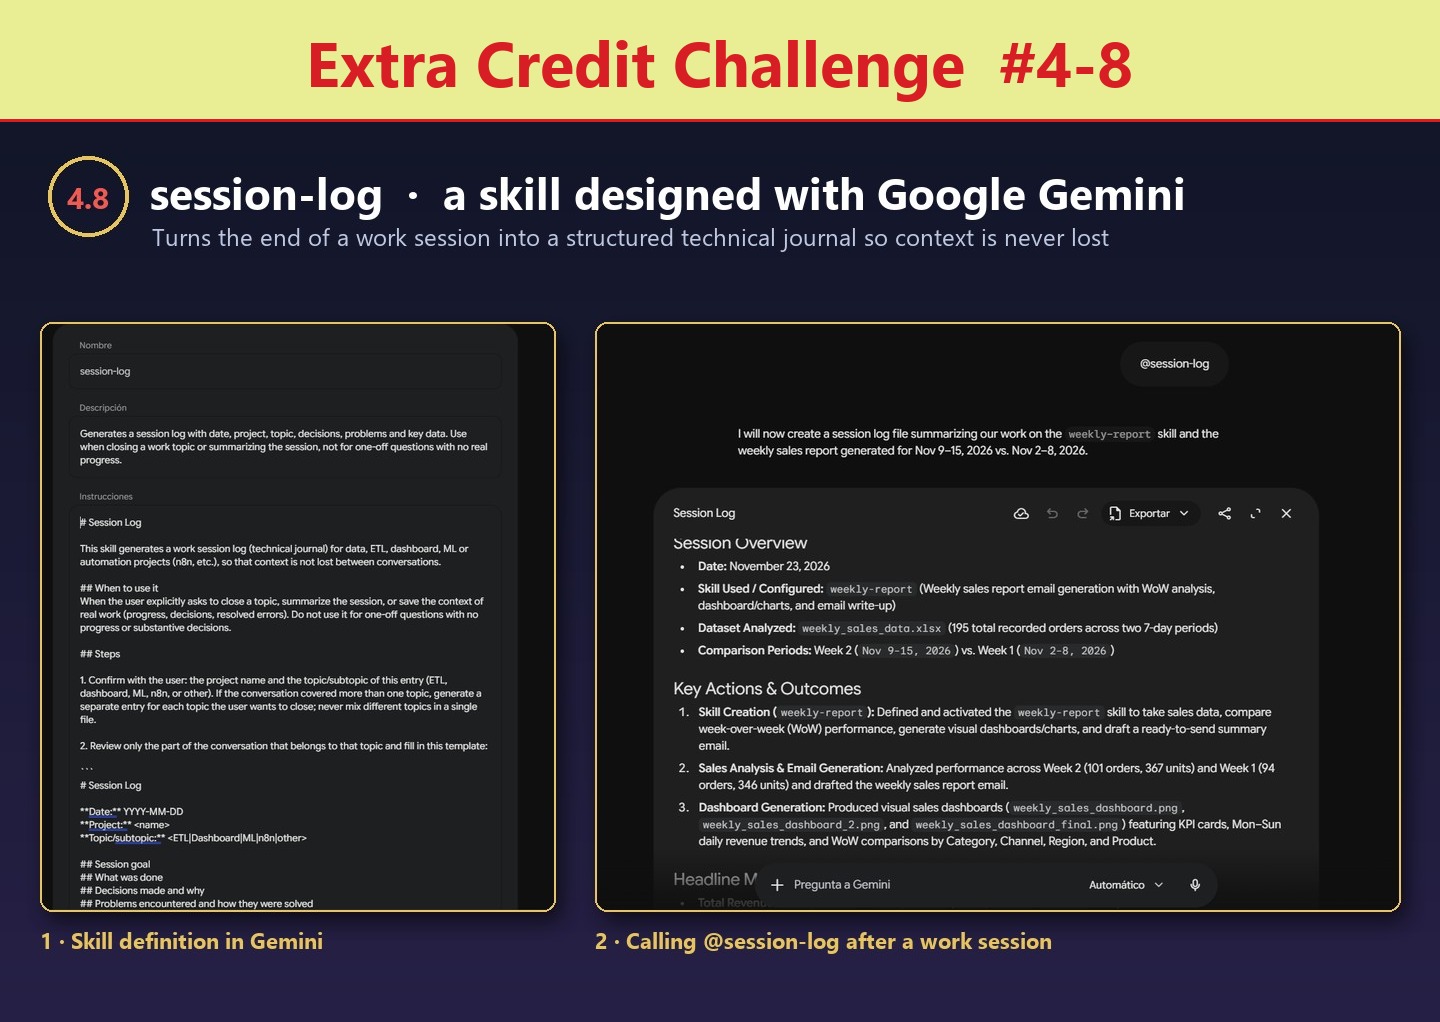 Extra Credit Challenge #4-8
4.8
session-log · a skill designed with Google Gemini
Turns the end of a work session into a structured technical journal so context is never lost
Nombre
session-log
Descripción
Generates a session log with date, project, topic, decisions, problems and key data. Use
when closing a work topic or summarizing the session, not for one-off questions with no real
progress.
Instrucciones
# Session Log
This skill generates a work session log (technical journal) for data, ETL, dashboard, ML or
automation projects (n8n, etc.), so that context is not lost between conversations.
## When to use it
When the user explicitly asks to close a topic, summarize the session, or save the context of
real work (progress, decisions, resolved errors). Do not use it for one-off questions with no
progress or substantive decisions.
## Steps
1. Confirm with the user: the project name and the topic/subtopic of this entry (ETL,
dashboard, ML, n8n, or other). If the conversation covered more than one topic, generate a
separate entry for each topic the user wants to close; never mix different topics in a single
file.
2. Review only the part of the conversation that belongs to that topic and fill in this template:
```
# Session Log
**Date:** YYYY-MM-DD
**Project:** <name>
**Topic/subtopic:** <ETL|Dashboard|ML|n8n|other>
## Session goal
## What was done
## Decisions made and why
## Problems encountered and how they were solved
1 · Skill definition in Gemini
@session-log
I will now create a session log file summarizing our work on the weekly-report skill and the
weekly sales report generated for Nov 9–15, 2026 vs. Nov 2–8, 2026.
Session Log
Exportar
Session Overview
• Date: November 23, 2026
• Skill Used / Configured: weekly-report (Weekly sales report email generation with WoW analysis,
dashboard/charts, and email write-up)
• Dataset Analyzed: weekly_sales_data.xlsx (195 total recorded orders across two 7-day periods)
• Comparison Periods: Week 2 ( Nov 9-15, 2026 ) vs. Week 1 ( Nov 2-8, 2026 )
Key Actions & Outcomes
1. Skill Creation ( weekly-report ): Defined and activated the weekly-report skill to take sales data, compare
week-over-week (WoW) performance, generate visual dashboards/charts, and draft a ready-to-send summary
email.
2. Sales Analysis & Email Generation: Analyzed performance across Week 2 (101 orders, 367 units) and Week 1 (94
orders, 346 units) and drafted the weekly sales report email.
3. Dashboard Generation: Produced visual sales dashboards ( weekly_sales_dashboard.png ,
weekly_sales_dashboard_2.png , and weekly_sales_dashboard_final.png ) featuring KPI cards, Mon–Sun
daily revenue trends, and WoW comparisons by Category, Channel, Region, and Product.
Headline M
Pregunta a Gemini
Automático
• Total Revenu
2 · Calling @session-log after a work session